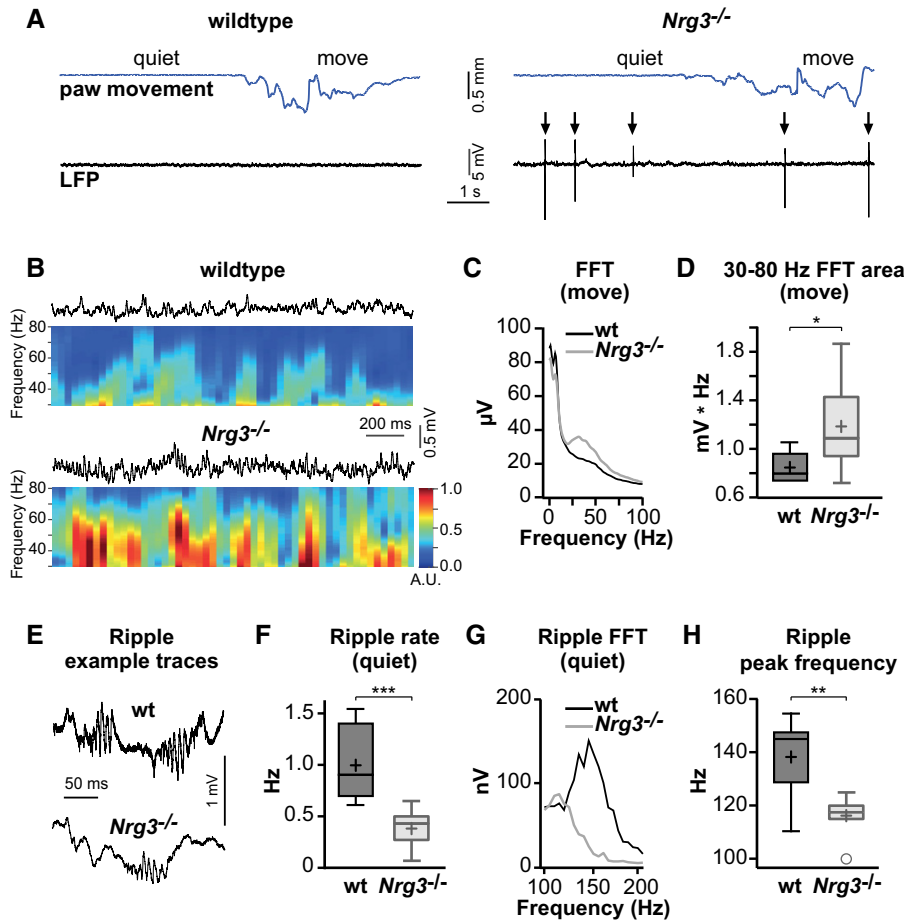 A
wildtype
Nrg3-/-
quiet
move
quiet
move
paw movement
0.5 mm
LFP
5 mV
1 s
B
wildtype
C
FFT
(move)
D
30-80 Hz FFT area
(move)
Frequency (Hz)
80
60
40
200 ms
0.5 mV
Nrg3-/-
Frequency (Hz)
80
60
40
1.0
0.5
0.0
A.U.
µV
100
80
60
40
20
0
0
50
100
Frequency (Hz)
wt
Nrg3-/-
mV * Hz
1.8
1.4
1.0
0.6
*
wt Nrg3-/-
E
Ripple
example traces
F
Ripple rate
(quiet)
G
Ripple FFT
(quiet)
H
Ripple
peak frequency
wt
50 ms
1 mV
Nrg3-/-
Hz
1.5
1.0
0.5
0
***
wt Nrg3-/-
nV
200
100
0
100
150
200
Frequency (Hz)
wt
Nrg3-/-
Hz
160
140
120
100
**
wt Nrg3-/-